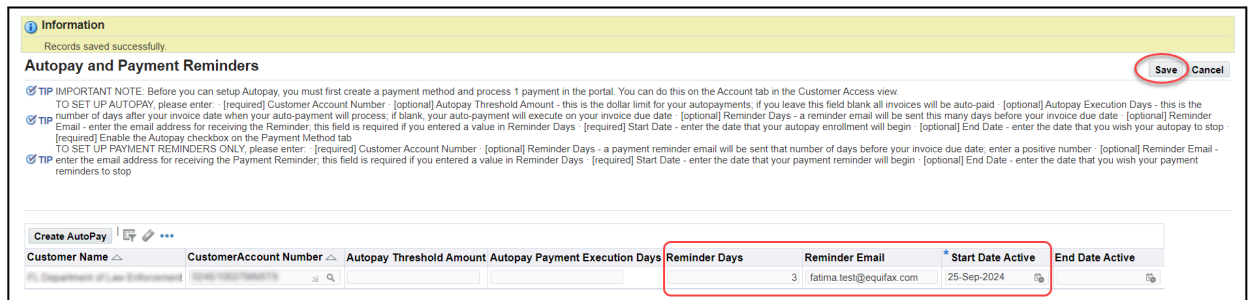 Information
Records saved successfully.
Autopay and Payment Reminders
Save Cancel
TIP IMPORTANT NOTE: Before you can setup Autopay, you must first create a payment method and process 1 payment in the portal. You can do this on the Account tab in the Customer Access view.
TO SET UP AUTOPAY, please enter: · [required] Customer Account Number · [optional] Autopay Threshold Amount - this is the dollar limit for your autopayments; if you leave this field blank all invoices will be auto-paid · [optional] Autopay Execution Days - this is the
TIP number of days after your invoice date when your auto-payment will process; if blank, your auto-payment will execute on your invoice due date · [optional] Reminder Days - a reminder email will be sent this many days before your invoice due date · [optional] Reminder
Email - enter the email address for receiving the Reminder; this field is required if you entered a value in Reminder Days · [required] Start Date - enter the date that your autopay enrollment will begin · [optional] End Date - enter the date that you wish your autopay to stop ·
[required] Enable the Autopay checkbox on the Payment Method tab
TO SET UP PAYMENT REMINDERS ONLY, please enter: · [required] Customer Account Number · [optional] Reminder Days - a payment reminder email will be sent that number of days before your invoice due date; enter a positive number · [optional] Reminder Email -
TIP enter the email address for receiving the Payment Reminder; this field is required if you entered a value in Reminder Days · [required] Start Date - enter the date that your payment reminder will begin · [optional] End Date - enter the date that you wish your payment
reminders to stop
Create AutoPay
Customer Name CustomerAccount Number Autopay Threshold Amount Autopay Payment Execution Days Reminder Days Reminder Email * Start Date Active End Date Active
3 fatima.test@equifax.com 25-Sep-2024